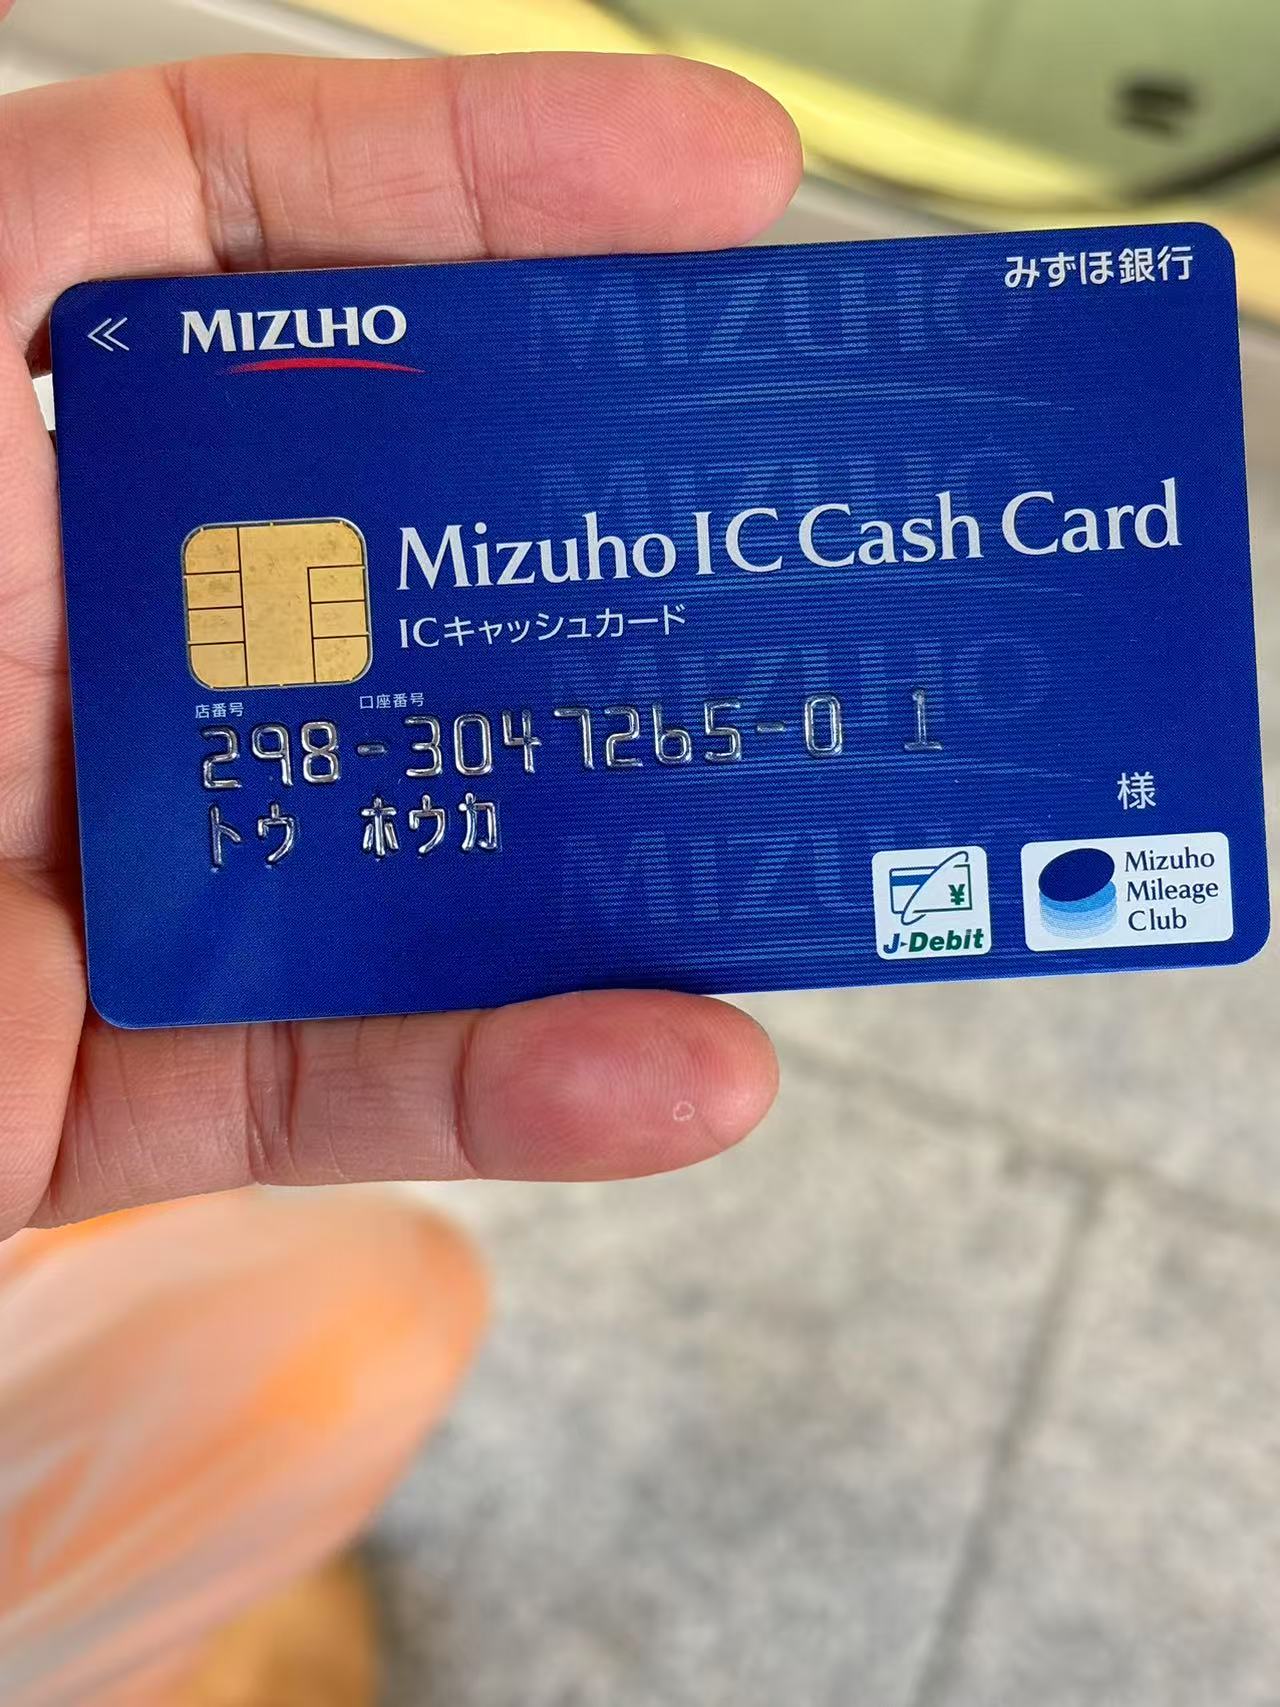 みずほ銀行
MIZUHO
Mizuho IC Cash Card
ICキャッシュカード
店番号 口座番号
298-3047265-0 1
トウ ホウカ
様
J-Debit
Mizuho
Mileage
Club